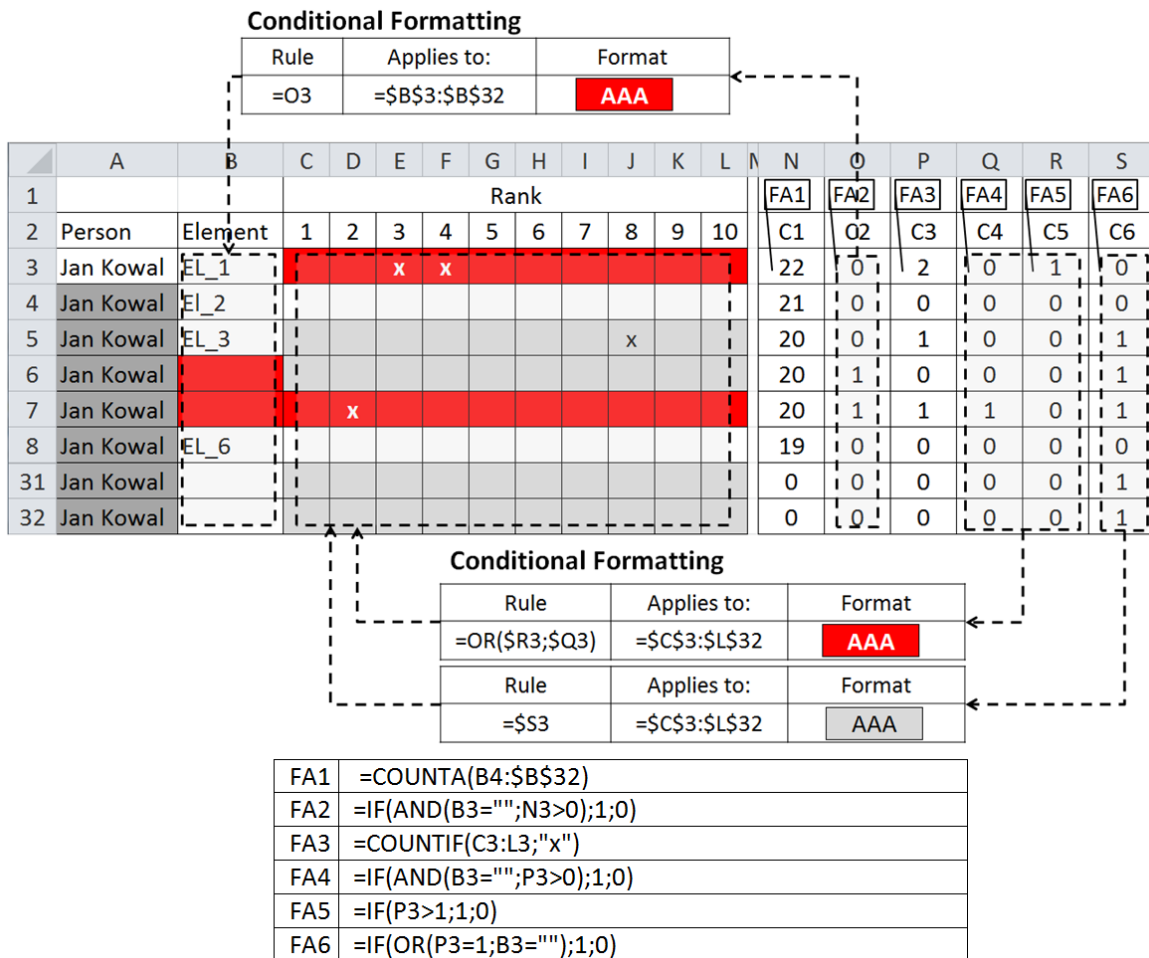 Conditional Formatting
Rule Applies to: Format
=O3 =$B$3:$B$32 AAA
A B C D E F G H I J K L M N O P Q R S
1 Rank FA1 FA2 FA3 FA4 FA5 FA6
2 Person Element 1 2 3 4 5 6 7 8 9 10 C1 C2 C3 C4 C5 C6
3 Jan Kowal EL_1 x x 22 0 2 0 1 0
4 Jan Kowal El_2 21 0 0 0 0 0
5 Jan Kowal EL_3 x 20 0 1 0 0 1
6 Jan Kowal 20 1 0 0 0 1
7 Jan Kowal x 20 1 1 1 0 1
8 Jan Kowal EL_6 19 0 0 0 0 0
31 Jan Kowal 0 0 0 0 0 1
32 Jan Kowal 0 0 0 0 0 1
Conditional Formatting
Rule Applies to: Format
=OR($R3;$Q3) =$C$3:$L$32 AAA
Rule Applies to: Format
=$S3 =$C$3:$L$32 AAA
FA1 =COUNTA(B4:$B$32)
FA2 =IF(AND(B3="";N3>0);1;0)
FA3 =COUNTIF(C3:L3;"x")
FA4 =IF(AND(B3="";P3>0);1;0)
FA5 =IF(P3>1;1;0)
FA6 =IF(OR(P3=1;B3="");1;0)